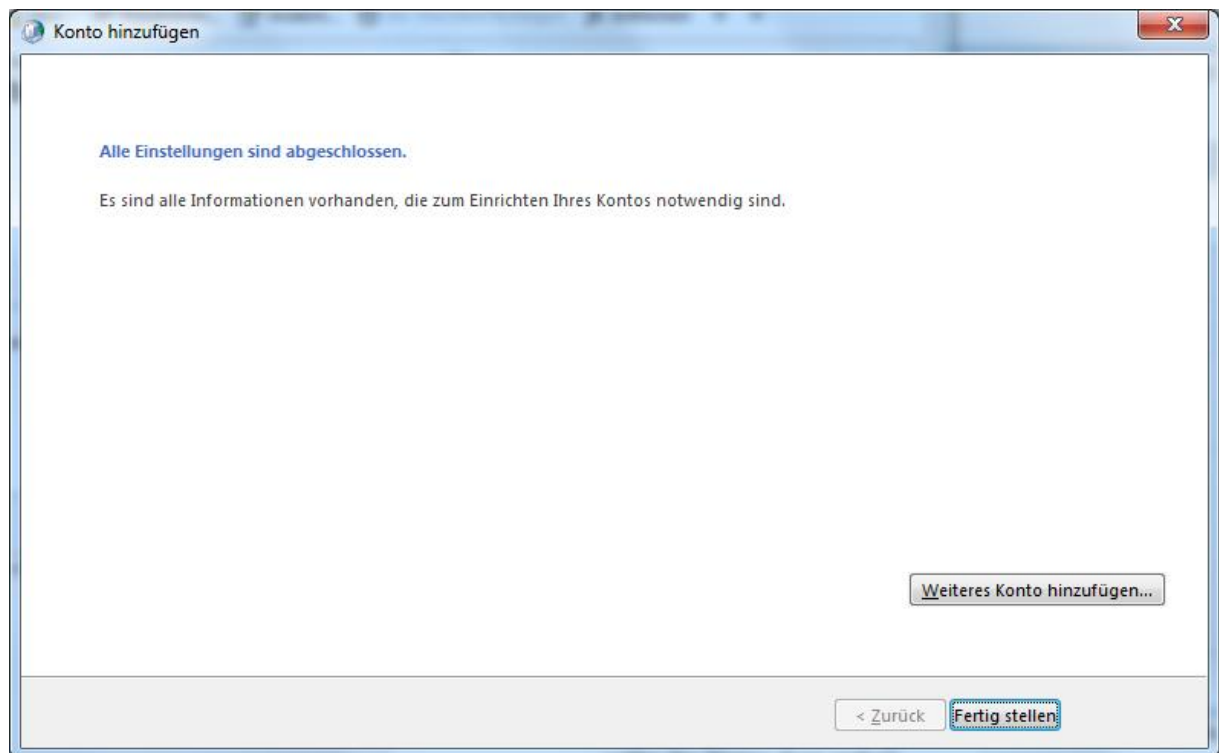 Konto hinzufügen
Alle Einstellungen sind abgeschlossen.
Es sind alle Informationen vorhanden, die zum Einrichten Ihres Kontos notwendig sind.
Weiteres Konto hinzufügen...
< Zurück
Fertig stellen